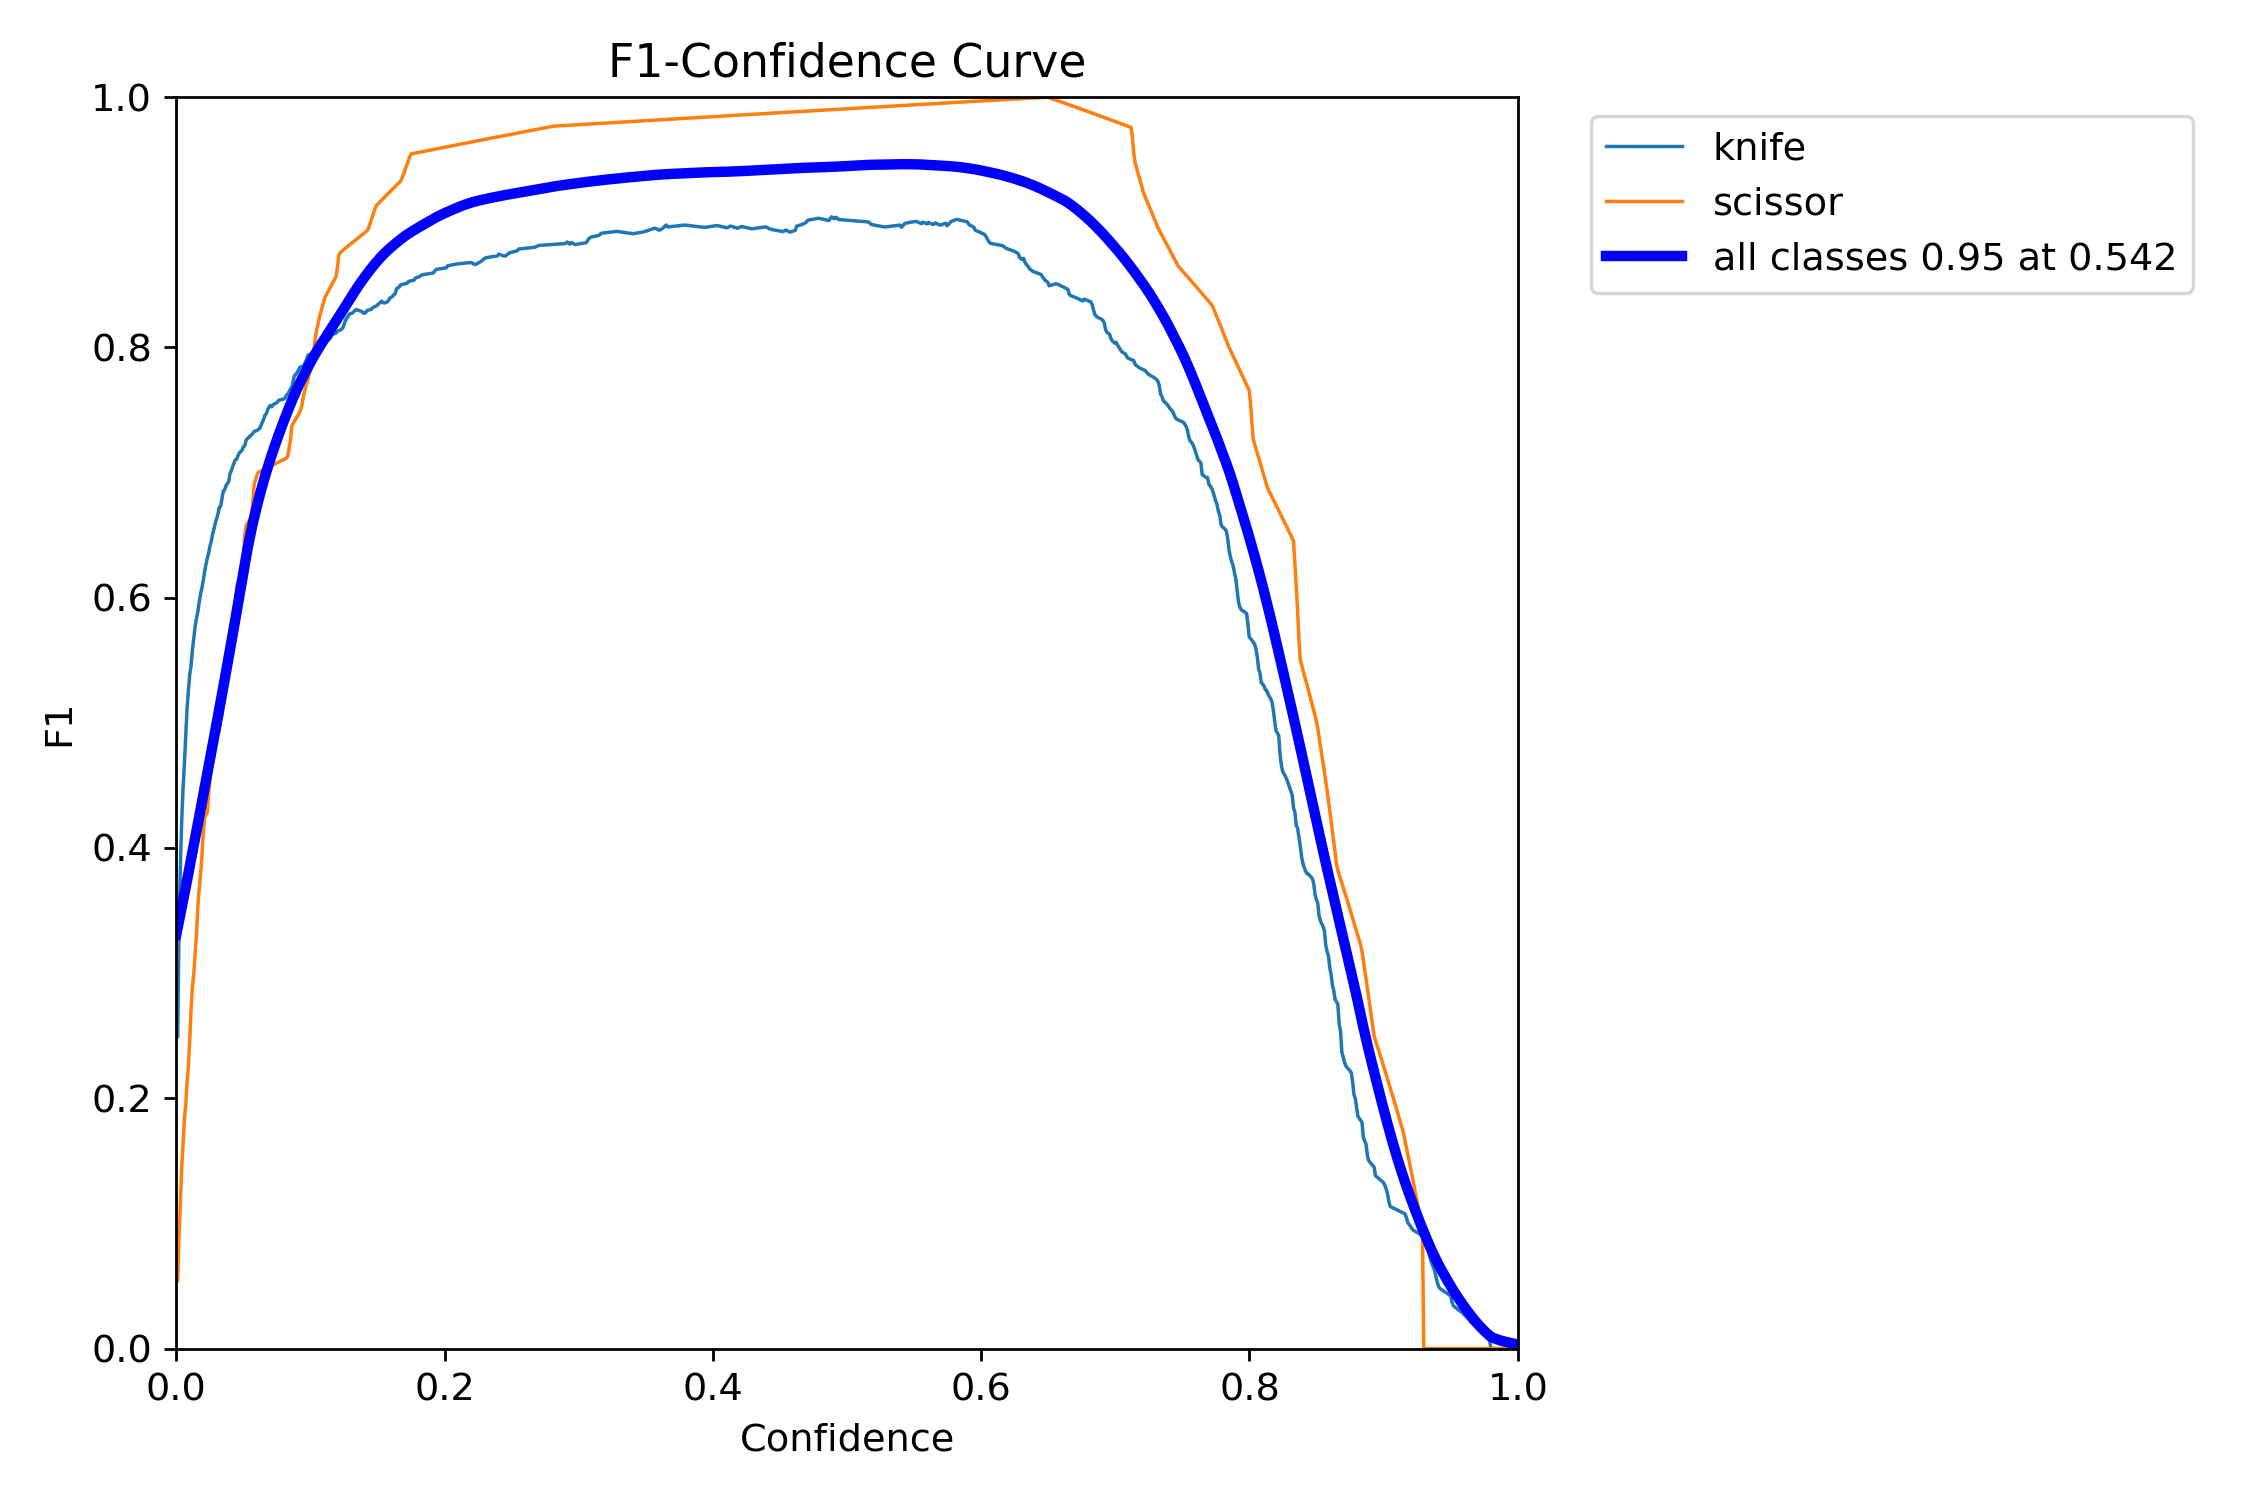 F1-Confidence Curve
1.0
0.8
0.6
0.4
0.2
0.0
F1
0.0 0.2 0.4 0.6 0.8 1.0
Confidence
knife
scissor
all classes 0.95 at 0.542